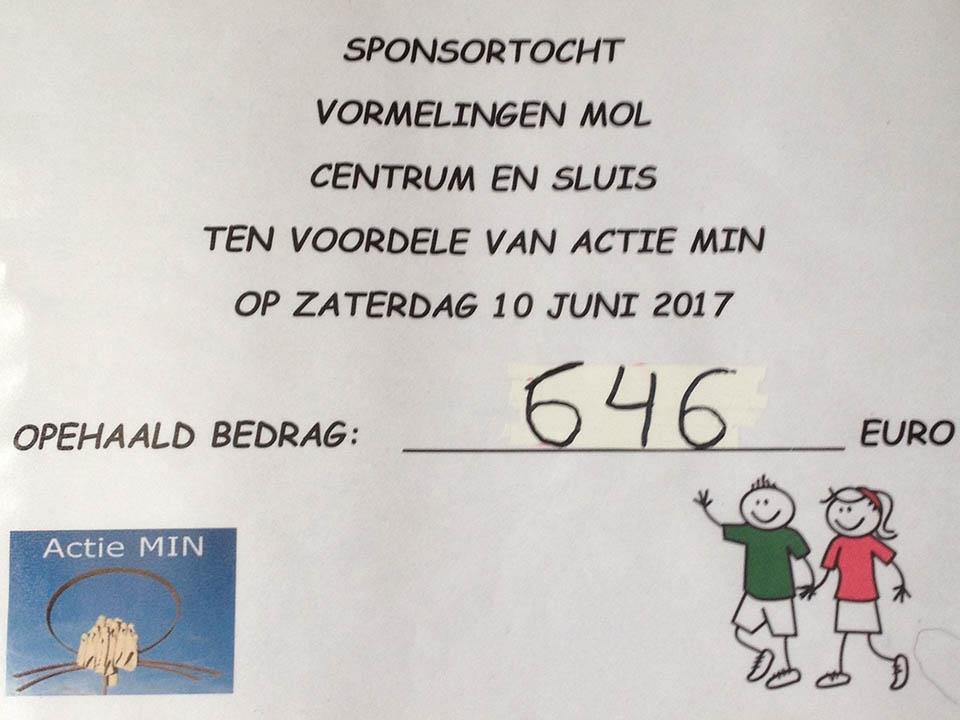 SPONSORTOCHT
VORMELINGEN MOL
CENTRUM EN SLUIS
TEN VOORDELE VAN ACTIE MIN
OP ZATERDAG 10 JUNI 2017
OPEHAALD BEDRAG: 646 EURO
Actie MIN